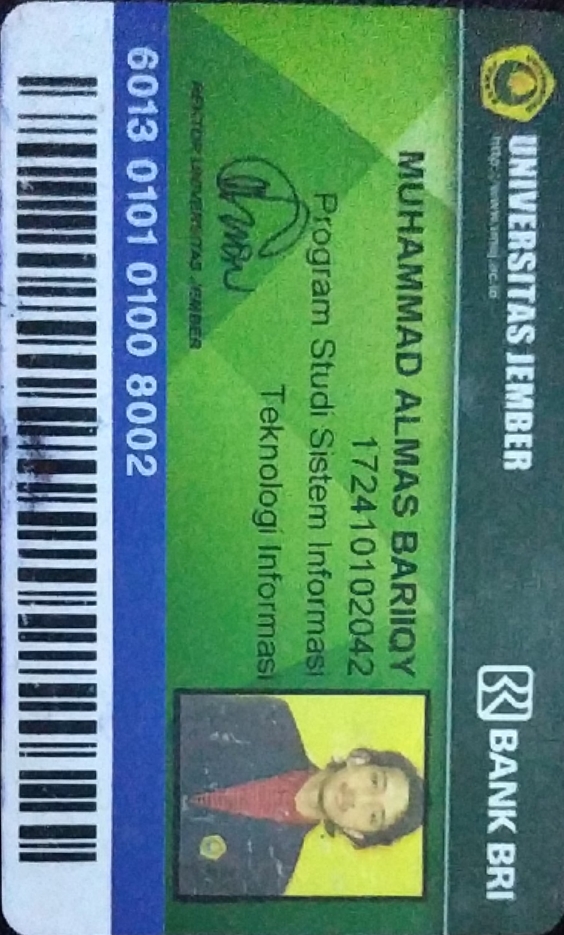 UNIVERSITAS JEMBER
http://www.unej.ac.id
BANK BRI
MUHAMMAD ALMAS BARIIQY
172410102042
Program Studi Sistem Informasi
Teknologi Informasi
REKTOR UNIVERSITAS JEMBER
6013 0101 0100 8002